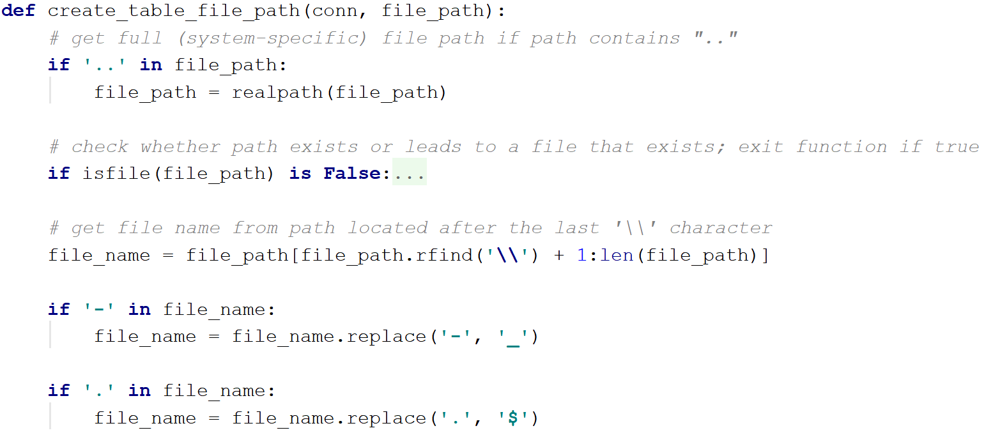 def create_table_file_path(conn, file_path):
    # get full (system-specific) file path if path contains ".."
    if '..' in file_path:
        file_path = realpath(file_path)
    # check whether path exists or leads to a file that exists; exit function if true
    if isfile(file_path) is False:...
    # get file name from path located after the last '\\' character
    file_name = file_path[file_path.rfind('\\') + 1:len(file_path)]
    if '-' in file_name:
        file_name = file_name.replace('-', '_')
    if '.' in file_name:
        file_name = file_name.replace('.', '$')